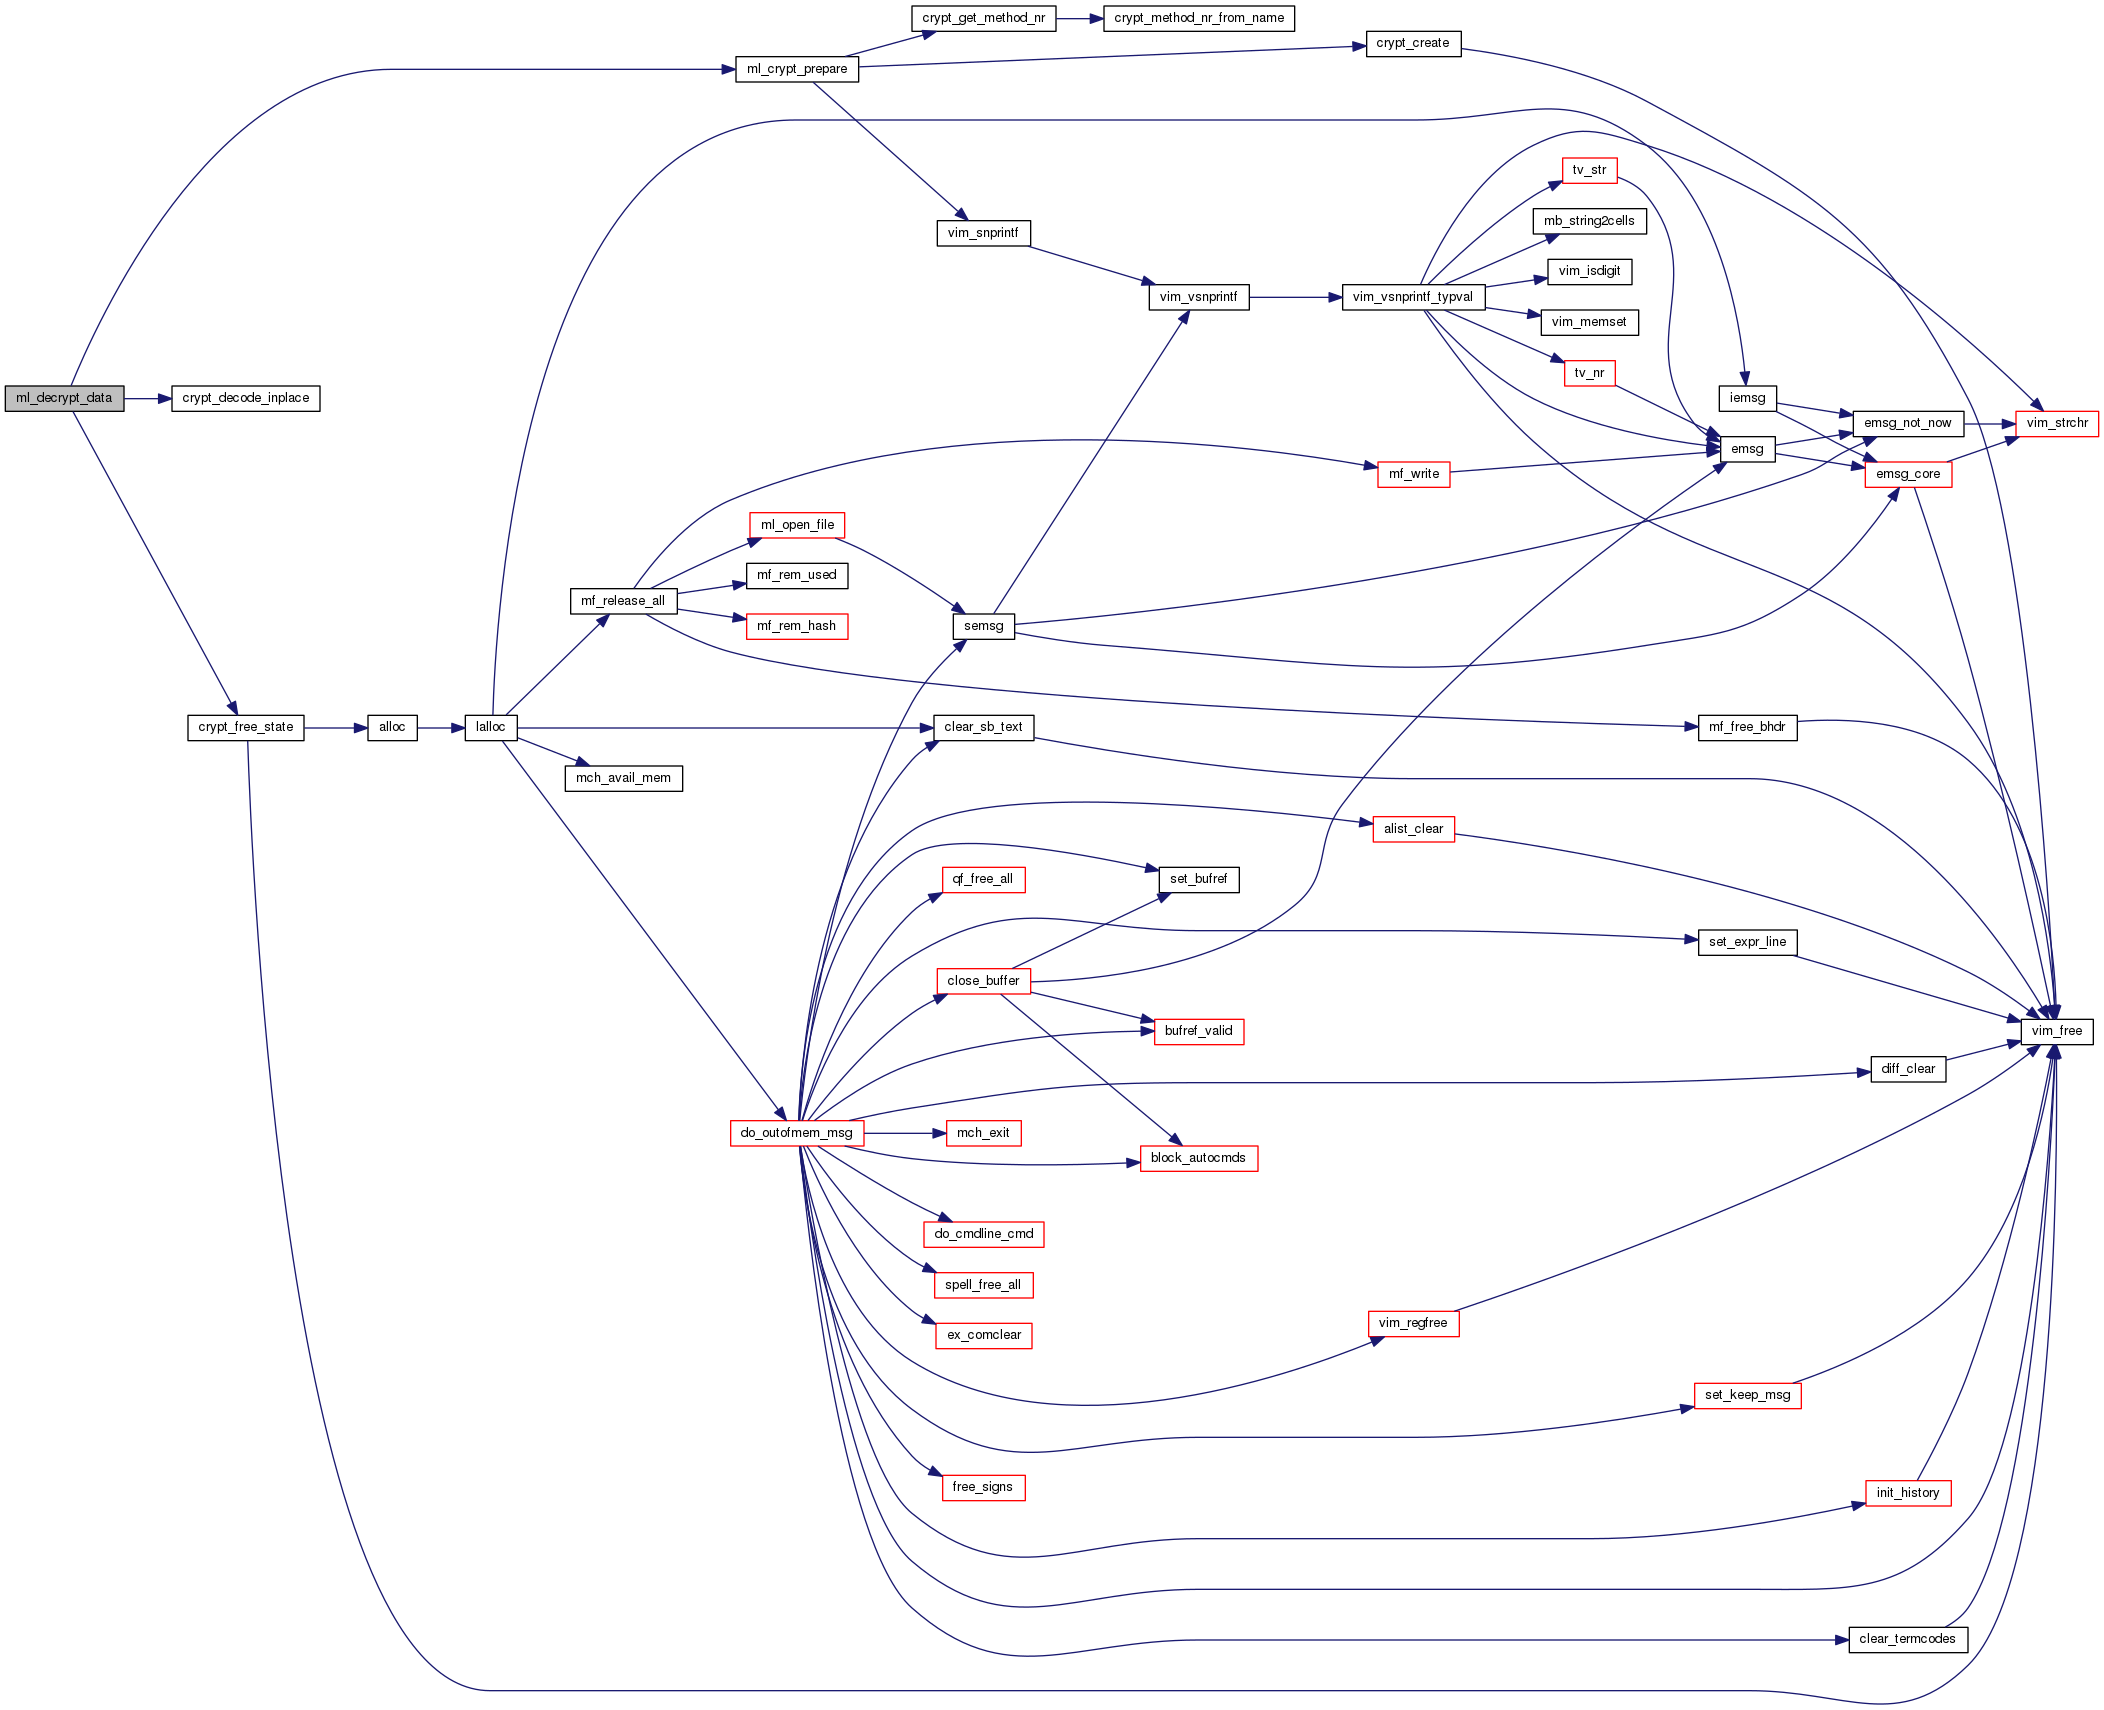 crypt_get_method_nr
crypt_method_nr_from_name
crypt_create
ml_crypt_prepare
tv_str
mb_string2cells
vim_snprintf
vim_isdigit
vim_vsnprintf
vim_vsnprintf_typval
vim_memset
tv_nr
ml_decrypt_data
crypt_decode_inplace
iemsg
emsg_not_now
vim_strchr
emsg
mf_write
emsg_core
ml_open_file
mf_rem_used
mf_release_all
mf_rem_hash
semsg
crypt_free_state
alloc
lalloc
clear_sb_text
mf_free_bhdr
mch_avail_mem
alist_clear
qf_free_all
set_bufref
set_expr_line
close_buffer
bufref_valid
vim_free
diff_clear
do_outofmem_msg
mch_exit
block_autocmds
do_cmdline_cmd
spell_free_all
vim_regfree
ex_comclear
set_keep_msg
free_signs
init_history
clear_termcodes